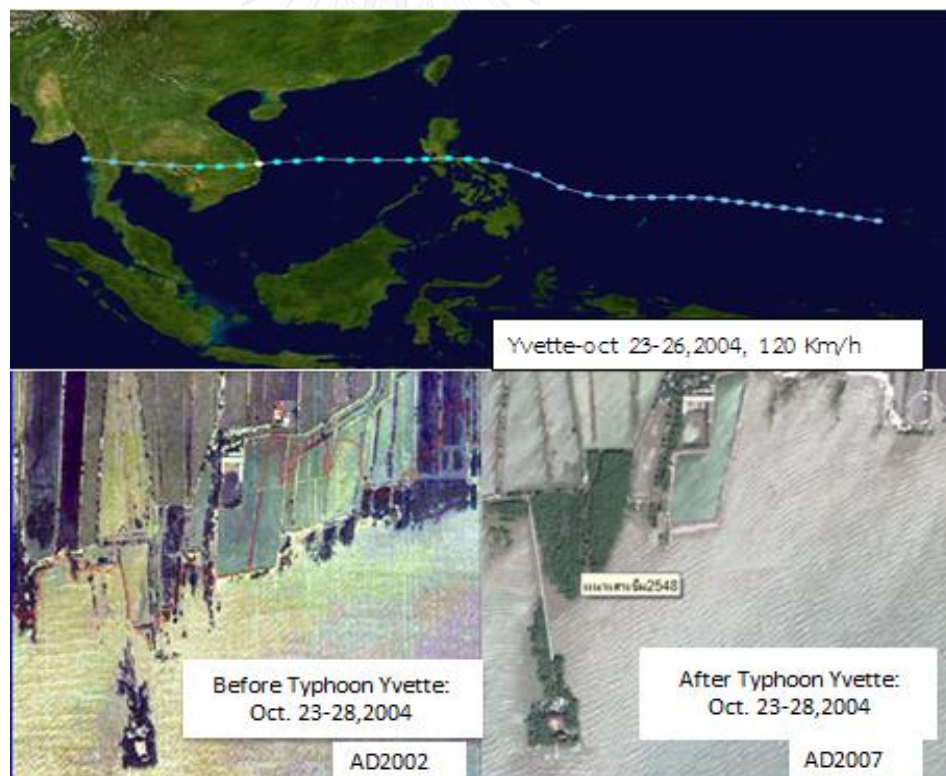 Yvette-oct 23-26,2004, 120 Km/h
Before Typhoon Yvette:
Oct. 23-28,2004
AD2002
After Typhoon Yvette:
Oct. 23-28,2004
AD2007
2548